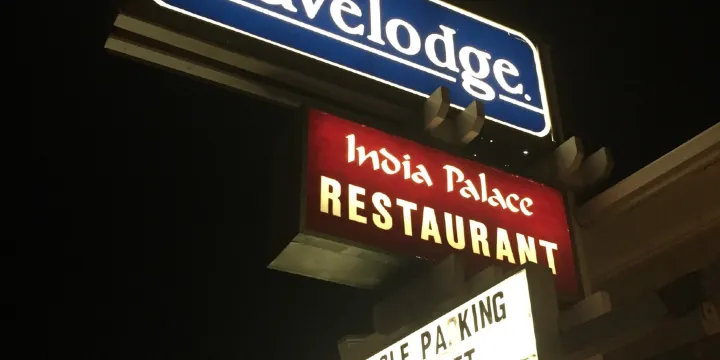 avelodge.
India Palace
RESTAURANT
PARKING